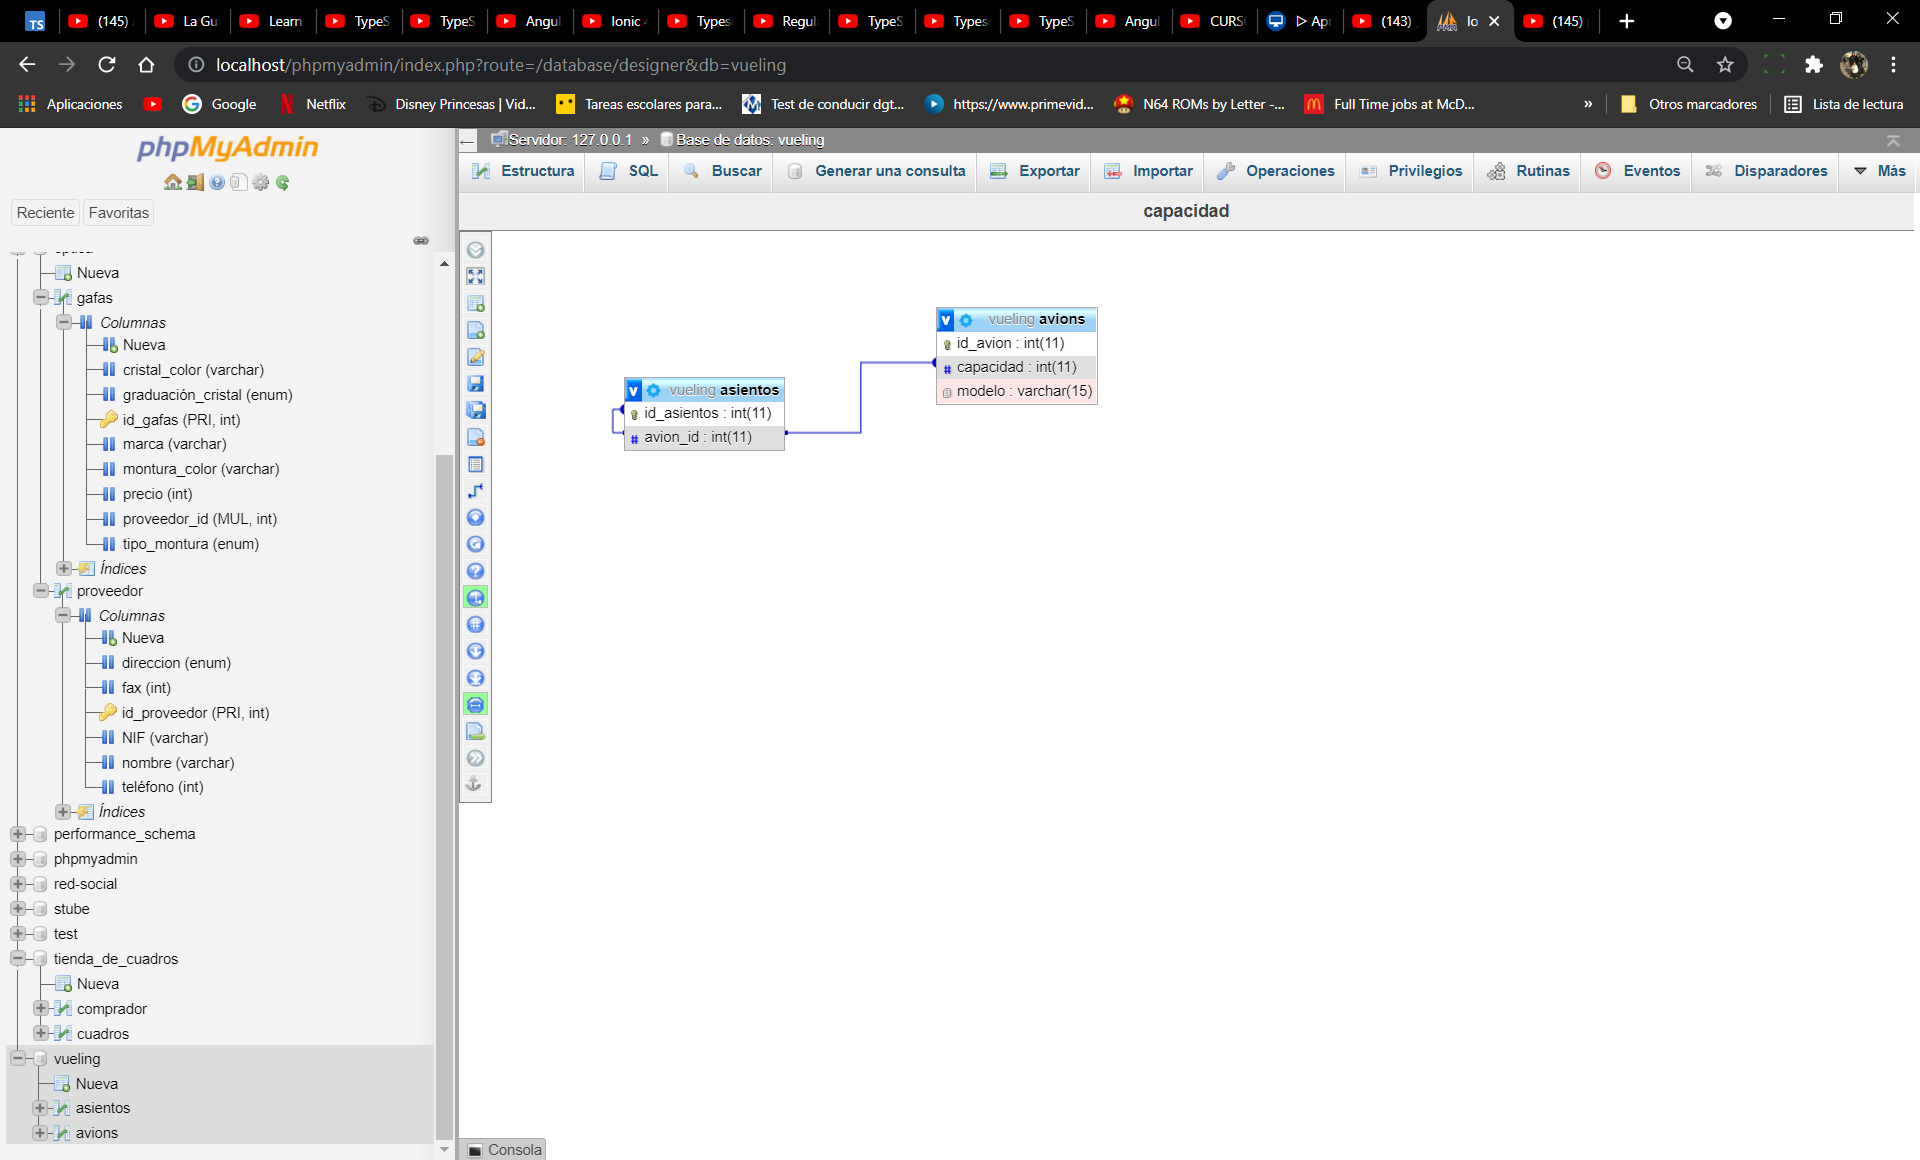 TS (145) La Gu Learn TypeS TypeS Angul Ionic Types Regul TypeS Types TypeS Angul CURS Apr (143) lo (145)
localhost/phpmyadmin/index.php?route=/database/designer&db=vueling
Aplicaciones Google Netflix Disney Princesas | Vid... Tareas escolares para... Test de conducir dgt... https://www.primevid... N64 ROMs by Letter -... Full Time jobs at McD... » Otros marcadores Lista de lectura
phpMyAdmin
Reciente Favoritas
Nueva
gafas
Columnas
Nueva
cristal_color (varchar)
graduación_cristal (enum)
id_gafas (PRI, int)
marca (varchar)
montura_color (varchar)
precio (int)
proveedor_id (MUL, int)
tipo_montura (enum)
Índices
proveedor
Columnas
Nueva
direccion (enum)
fax (int)
id_proveedor (PRI, int)
NIF (varchar)
nombre (varchar)
teléfono (int)
Índices
performance_schema
phpmyadmin
red-social
stube
test
tienda_de_cuadros
Nueva
comprador
cuadros
vueling
Nueva
asientos
avions
Servidor: 127.0.0.1 » Base de datos: vueling
Estructura SQL Buscar Generar una consulta Exportar Importar Operaciones Privilegios Rutinas Eventos Disparadores Más
capacidad
v vueling avions
id_avion : int(11)
# capacidad : int(11)
modelo : varchar(15)
v vueling asientos
id_asientos : int(11)
# avion_id : int(11)
Consola